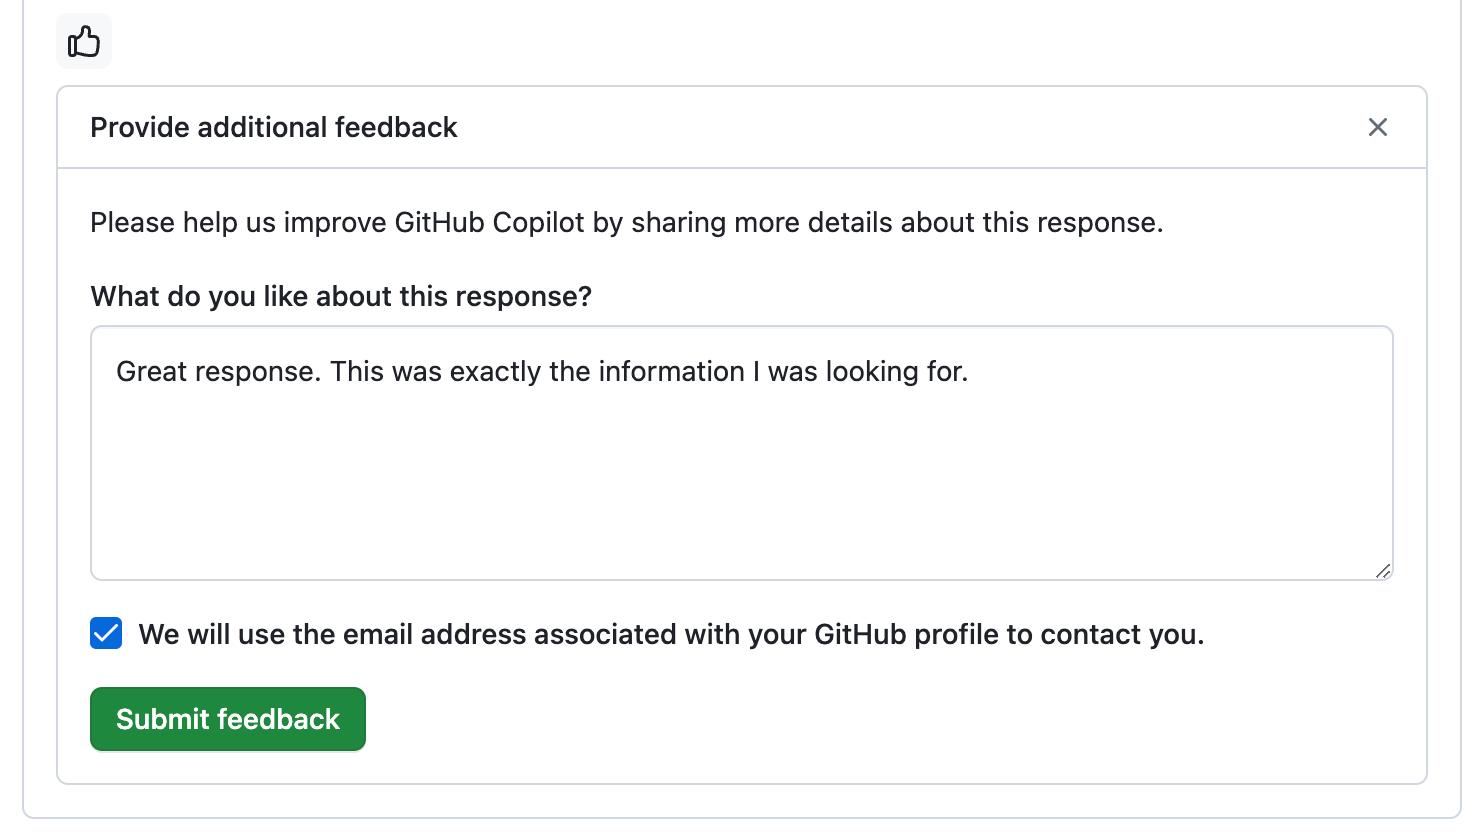 Provide additional feedback
Please help us improve GitHub Copilot by sharing more details about this response.
What do you like about this response?
Great response. This was exactly the information I was looking for.
We will use the email address associated with your GitHub profile to contact you.
Submit feedback